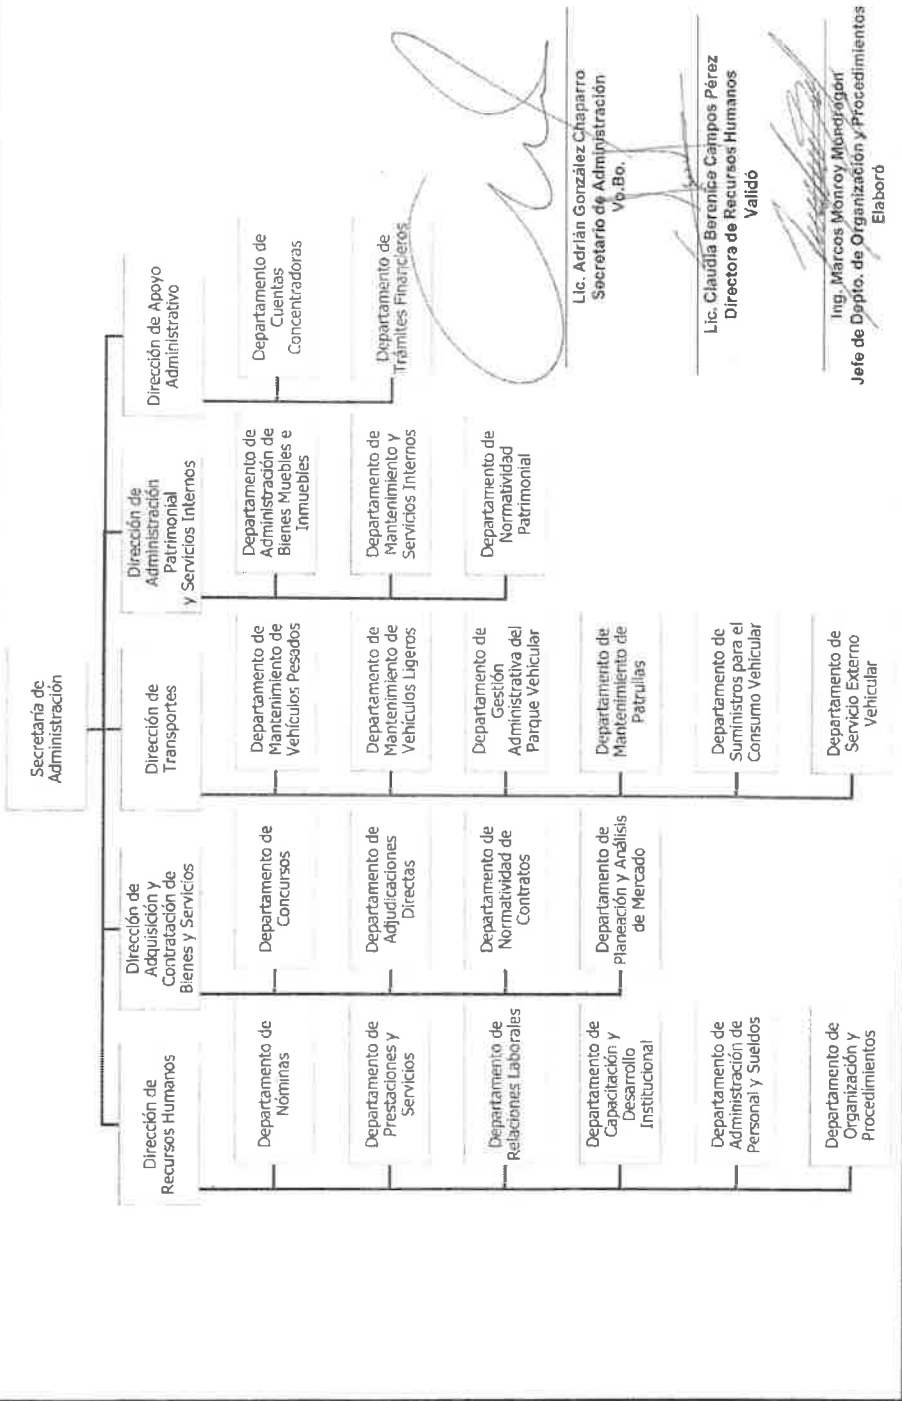 Secretaría de
Administración
Dirección de
Recursos Humanos
Departamento de
Nóminas
Departamento de
Prestaciones y
Servicios
Departamento de
Relaciones Laborales
Departamento de
Capacitación y
Desarrollo
Institucional
Departamento de
Administración de
Personal y Sueldos
Departamento de
Organización y
Procedimientos
Dirección de
Adquisición y
Contratación de
Bienes y Servicios
Departamento de
Concursos
Departamento de
Adjudicaciones
Directas
Departamento de
Normatividad de
Contratos
Departamento de
Planeación y Análisis
de Mercado
Dirección de
Transportes
Departamento de
Mantenimiento de
Vehículos Pesados
Departamento de
Mantenimiento de
Vehículos Ligeros
Departamento de
Gestión
Administrativa del
Parque Vehicular
Departamento de
Mantenimiento de
Patrullas
Departamento de
Suministros para el
Consumo Vehicular
Departamento de
Servicio Externo
Vehicular
Dirección de
Administración
Patrimonial
y Servicios Internos
Departamento de
Administración de
Bienes Muebles e
Inmuebles
Departamento de
Mantenimiento y
Servicios Internos
Departamento de
Normatividad
Patrimonial
Dirección de Apoyo
Administrativo
Departamento de
Cuentas
Concentradoras
Departamento de
Trámites Financieros
Lic. Adrián González Chaparro
Secretario de Administración
Vo.Bo.
Lic. Claudia Berenice Campos Pérez
Directora de Recursos Humanos
Validó
Ing. Marcos Monroy Mondragón
Jefe de Depto. de Organización y Procedimientos
Elaboró